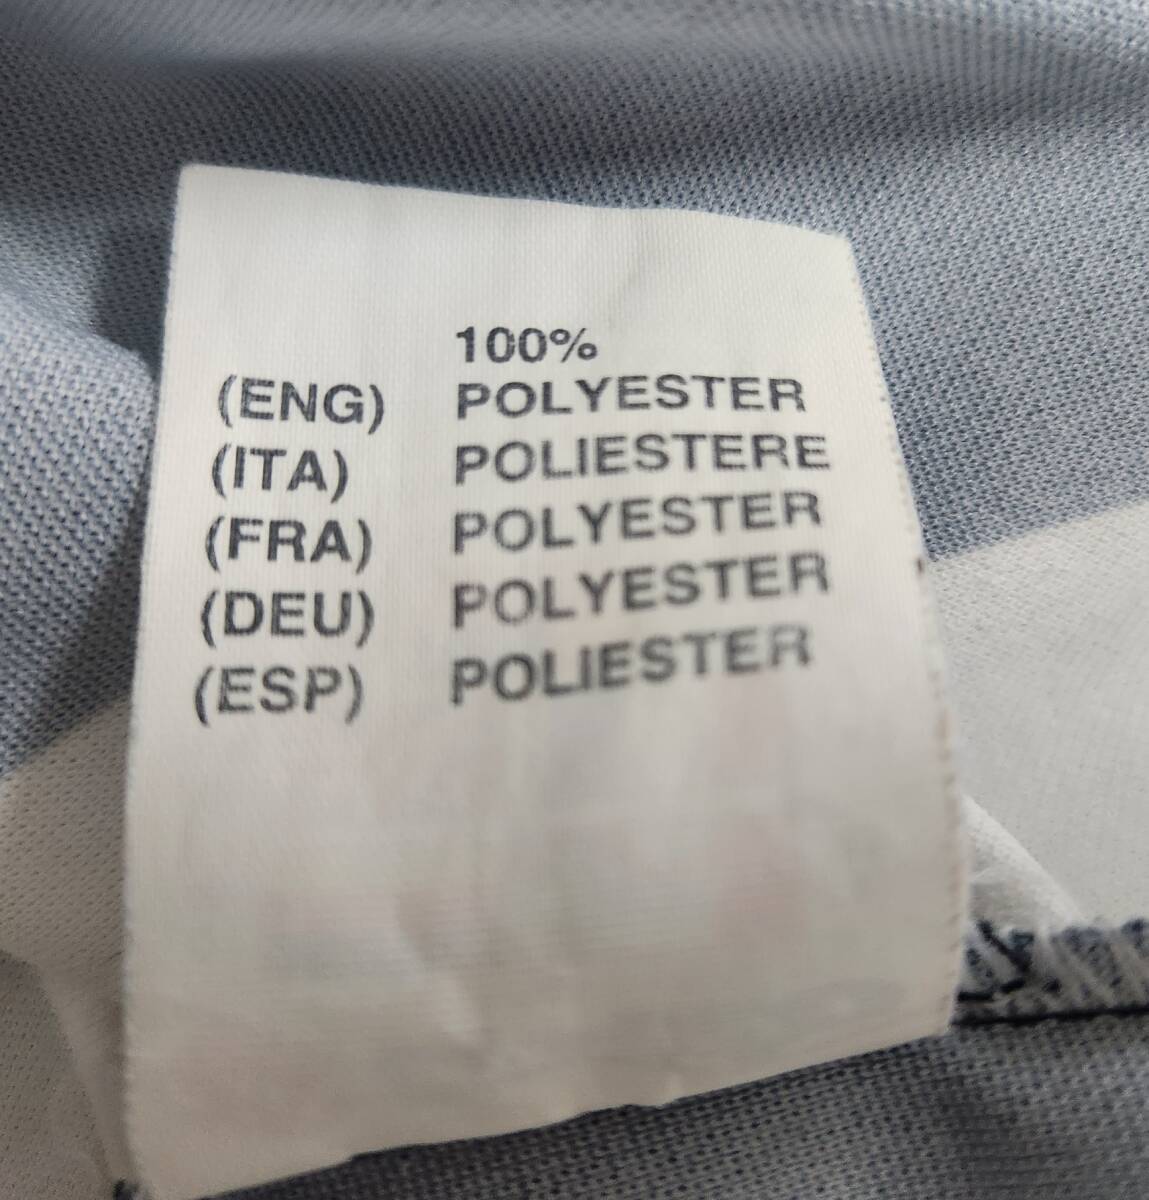 100%
(ENG) POLYESTER
(ITA) POLIESTERE
(FRA) POLYESTER
(DEU) POLYESTER
(ESP) POLIESTER